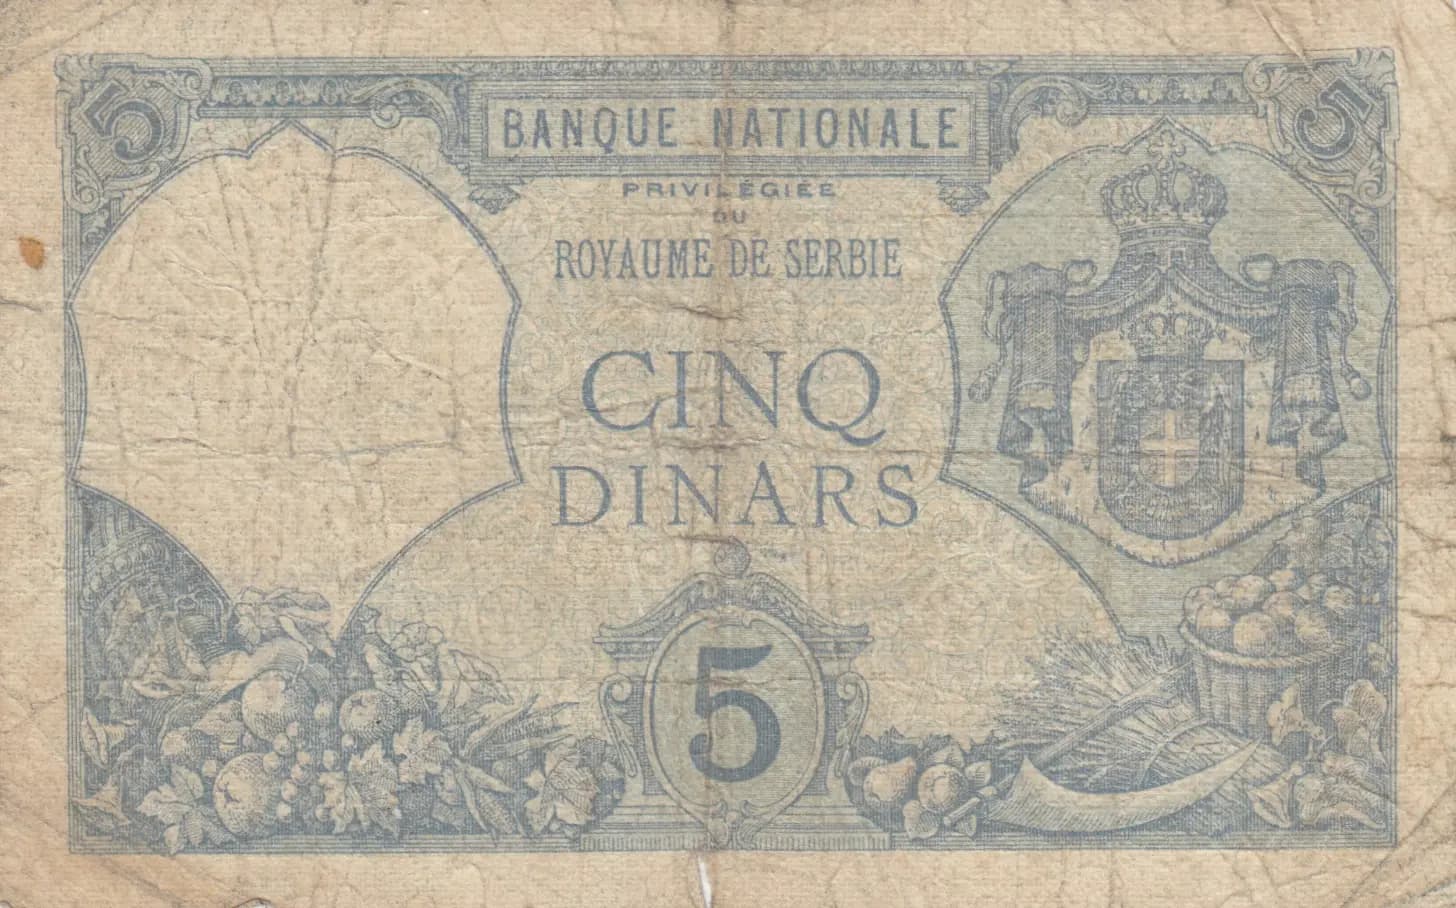 5 5
BANQUE NATIONALE
PRIVILÉGIÉE
DU
ROYAUME DE SERBIE
CINQ
DINARS
5